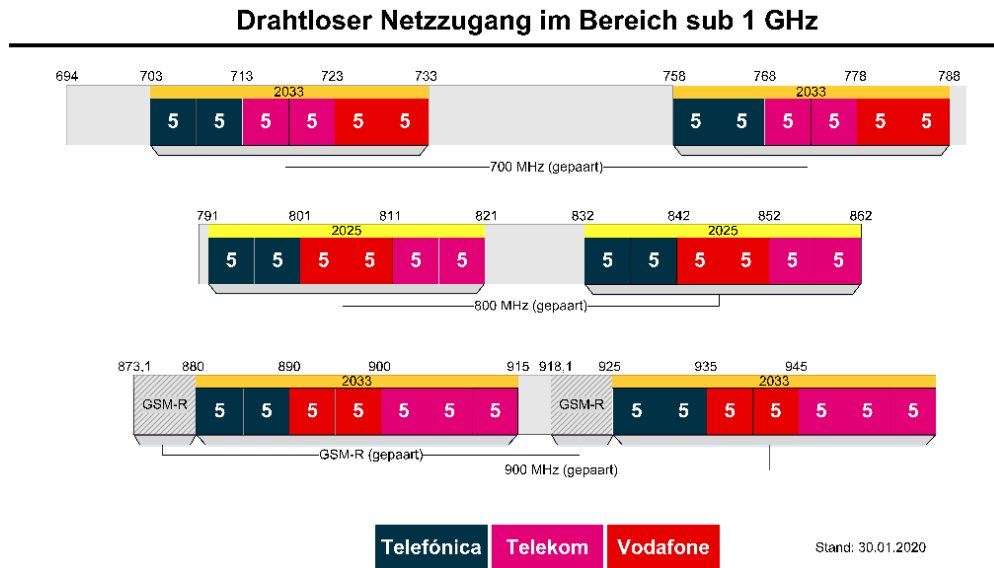 Drahtloser Netzzugang im Bereich sub 1 GHz
694 703 713 723 733 758 768 778 788
2033 2033
5 5 5 5 5 5 5 5 5 5 5 5
700 MHz (gepaart)
791 801 811 821 832 842 852 862
2025 2025
5 5 5 5 5 5 5 5 5 5 5 5
800 MHz (gepaart)
873,1 880 890 900 915 918,1 925 935 945
2033 2033
GSM-R 5 5 5 5 5 5 5 GSM-R 5 5 5 5 5 5 5
GSM-R (gepaart)
900 MHz (gepaart)
Telefónica Telekom Vodafone Stand: 30.01.2020